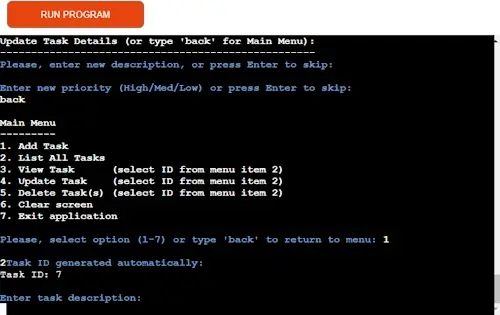 RUN PROGRAM
Update Task Details (or type 'back' for Main Menu):
--------------------------------------------------
Please, enter new description, or press Enter to skip:
Enter new priority (High/Med/Low) or press Enter to skip:
back
Main Menu
---------
1. Add Task
2. List All Tasks
3. View Task (select ID from menu item 2)
4. Update Task (select ID from menu item 2)
5. Delete Task(s) (select ID from menu item 2)
6. Clear screen
7. Exit application
Please, select option (1-7) or type 'back' to return to menu: 1
2Task ID generated automatically:
Task ID: 7
Enter task description: